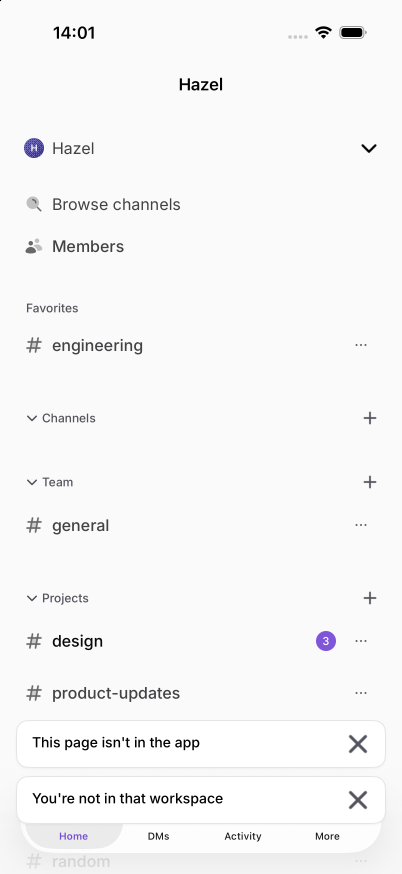 14:01
Hazel
H
Hazel
Browse channels
Members
Favorites
# engineering
Channels
Team
# general
Projects
# design
3
# product-updates
This page isn't in the app
You're not in that workspace
Home
DMs
Activity
More
# random